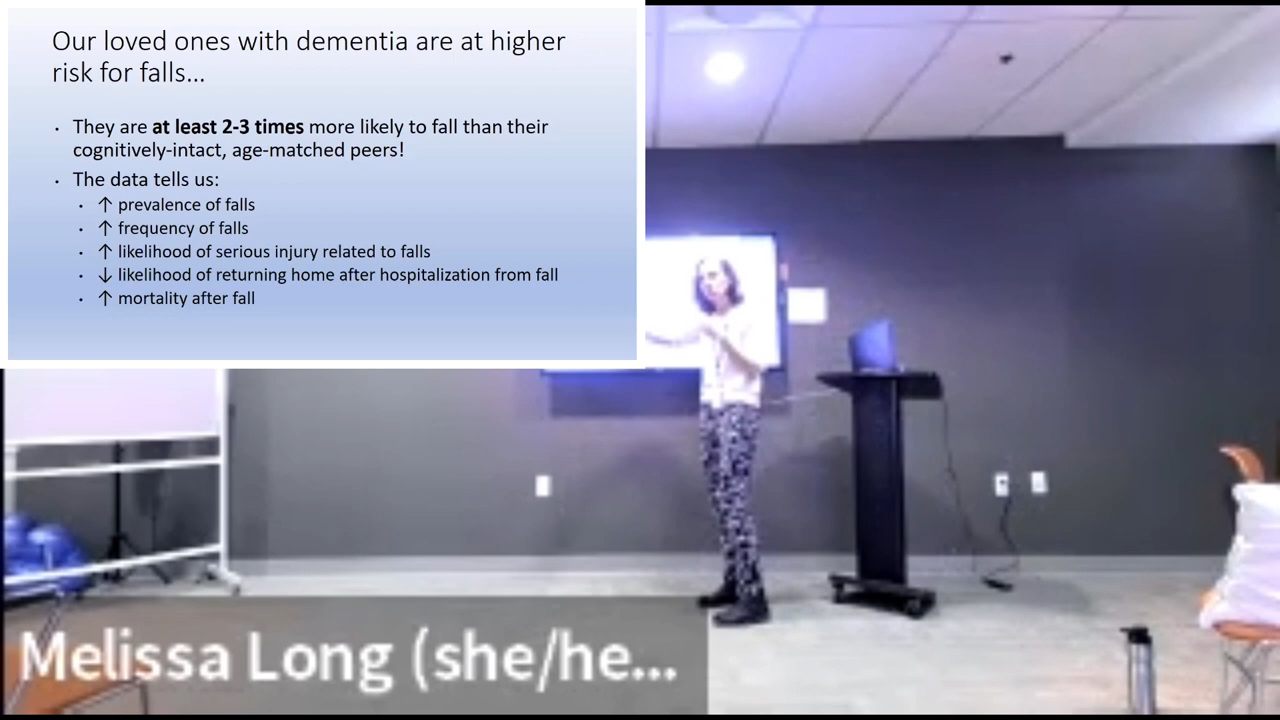 Our loved ones with dementia are at higher
risk for falls...
• They are at least 2-3 times more likely to fall than their
cognitively-intact, age-matched peers!
• The data tells us:
• ↑ prevalence of falls
• ↑ frequency of falls
• ↑ likelihood of serious injury related to falls
• ↓ likelihood of returning home after hospitalization from fall
• ↑ mortality after fall
Melissa Long (she/he...